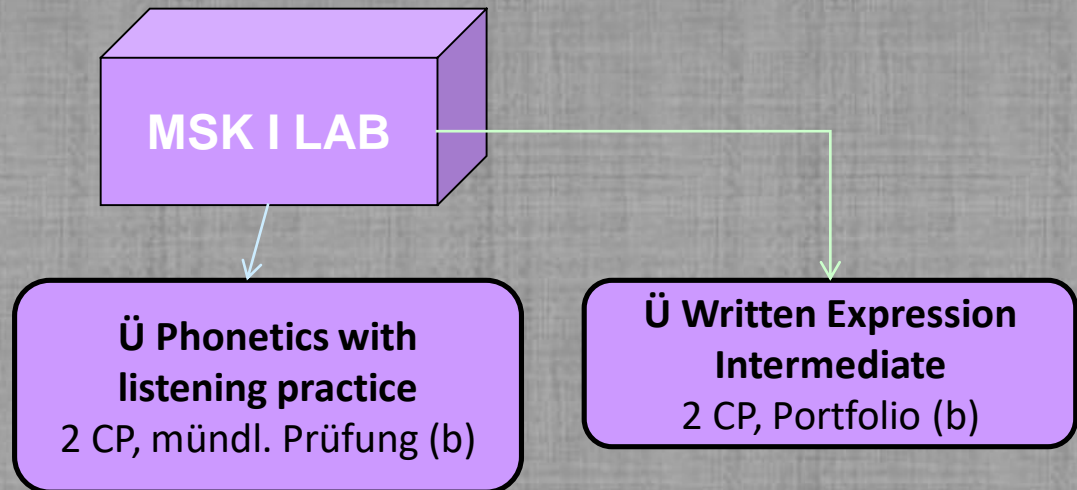 MSK I LAB
Ü Phonetics with
listening practice
2 CP, mündl. Prüfung (b)
Ü Written Expression
Intermediate
2 CP, Portfolio (b)